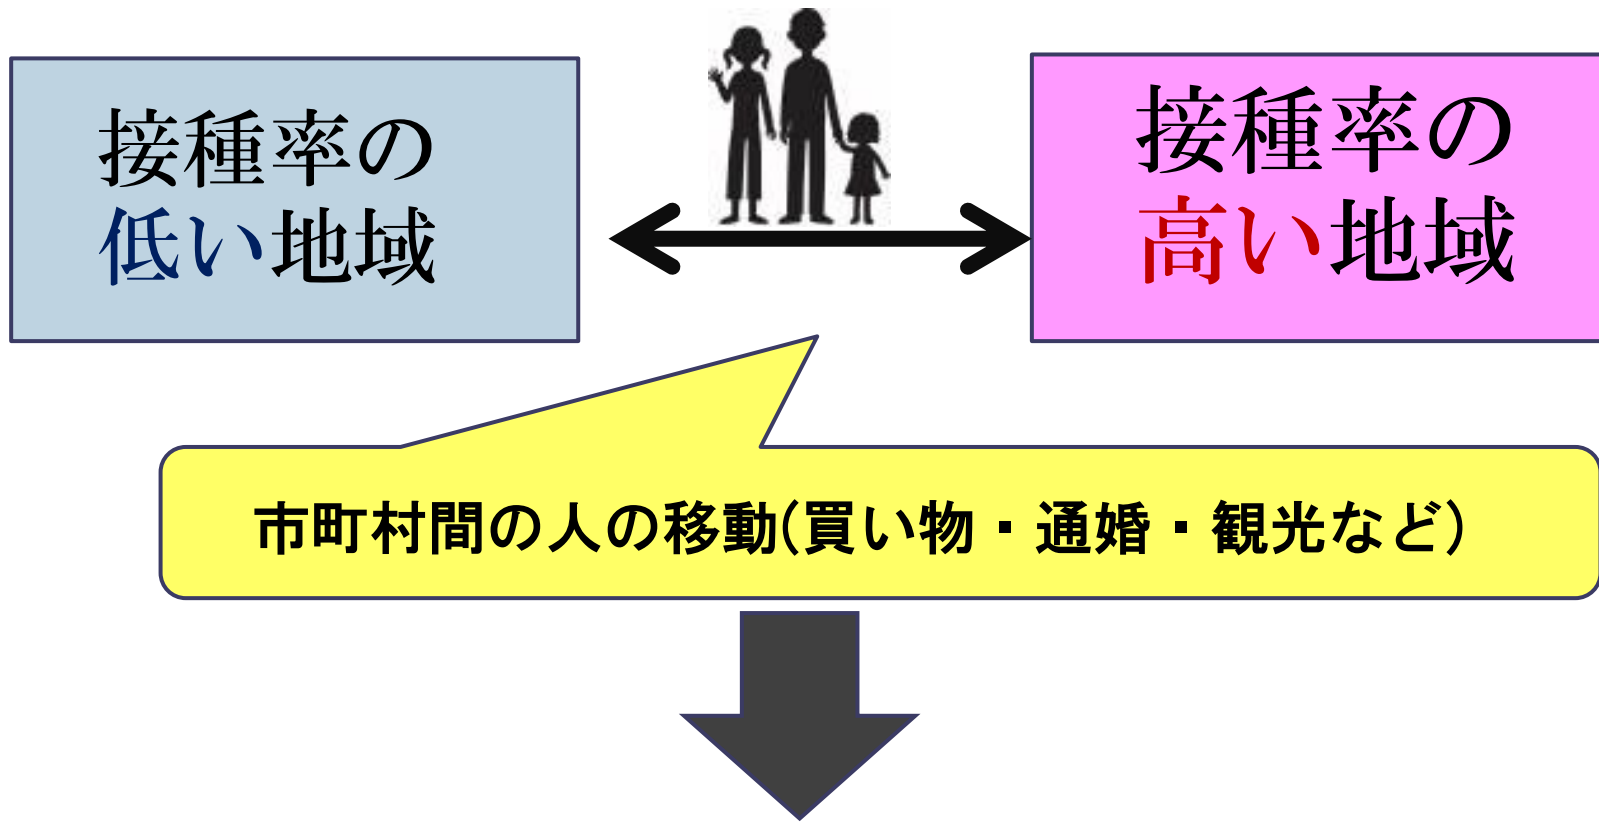 接種率の
低い地域
接種率の
高い地域
市町村間の人の移動(買い物・通婚・観光など)